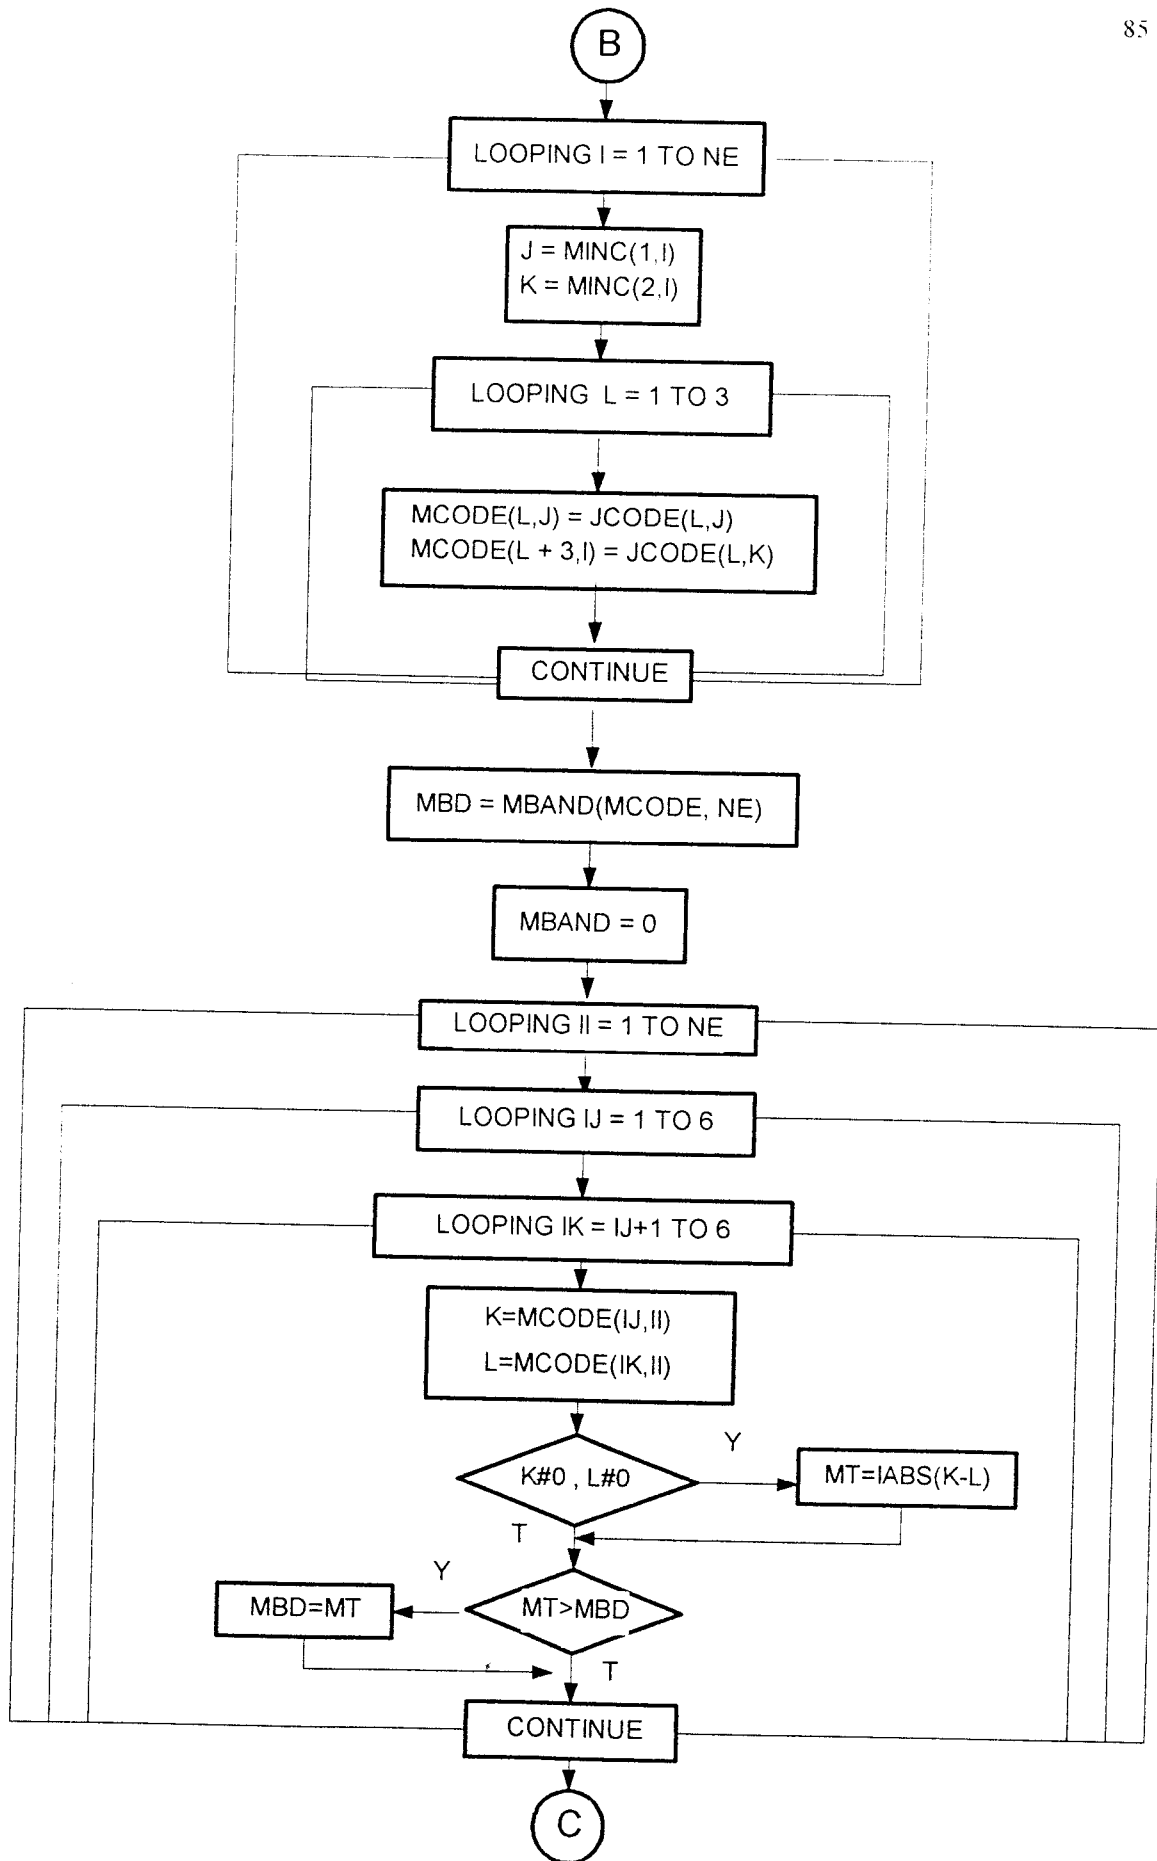 85
B
LOOPING I = 1 TO NE
J = MINC(1,I)
K = MINC(2,I)
LOOPING L = 1 TO 3
MCODE(L,J) = JCODE(L,J)
MCODE(L + 3,I) = JCODE(L,K)
CONTINUE
MBD = MBAND(MCODE, NE)
MBAND = 0
LOOPING II = 1 TO NE
LOOPING IJ = 1 TO 6
LOOPING IK = IJ+1 TO 6
K=MCODE(IJ,II)
L=MCODE(IK,II)
K#0 , L#0
Y
MT=IABS(K-L)
T
MT>MBD
Y
MBD=MT
T
CONTINUE
C